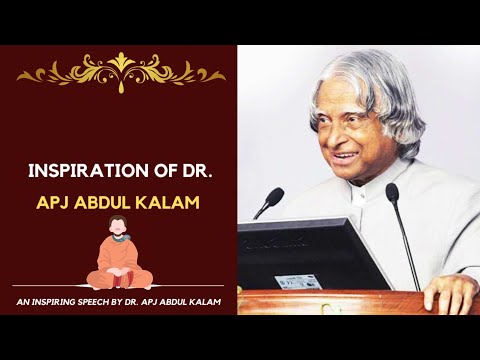 INSPIRATION OF DR.
APJ ABDUL KALAM
AN INSPIRING SPEECH BY DR. APJ ABDUL KALAM